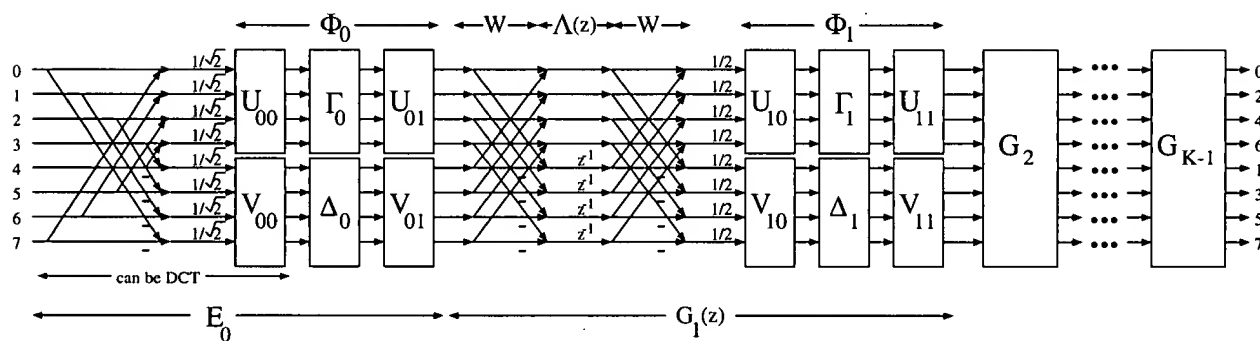 Φ₀ W Λ(z) W Φ₁
0 1/√2 1/2 ••• 0
1 1/√2 1/2 ••• 2
2 1/√2 1/2 ••• 4
3 1/√2 1/2 ••• 6
4 - 1/√2 - z⁻¹ - 1/2 ••• 1
5 - 1/√2 - z⁻¹ - 1/2 ••• 3
6 - 1/√2 - z⁻¹ - 1/2 ••• 5
7 - 1/√2 - z⁻¹ - 1/2 ••• 7
U₀₀ Γ₀ U₀₁ U₁₀ Γ₁ U₁₁
V₀₀ Δ₀ V₀₁ V₁₀ Δ₁ V₁₁
G₂ G_{K-1}
can be DCT
E₀ G₁(z)